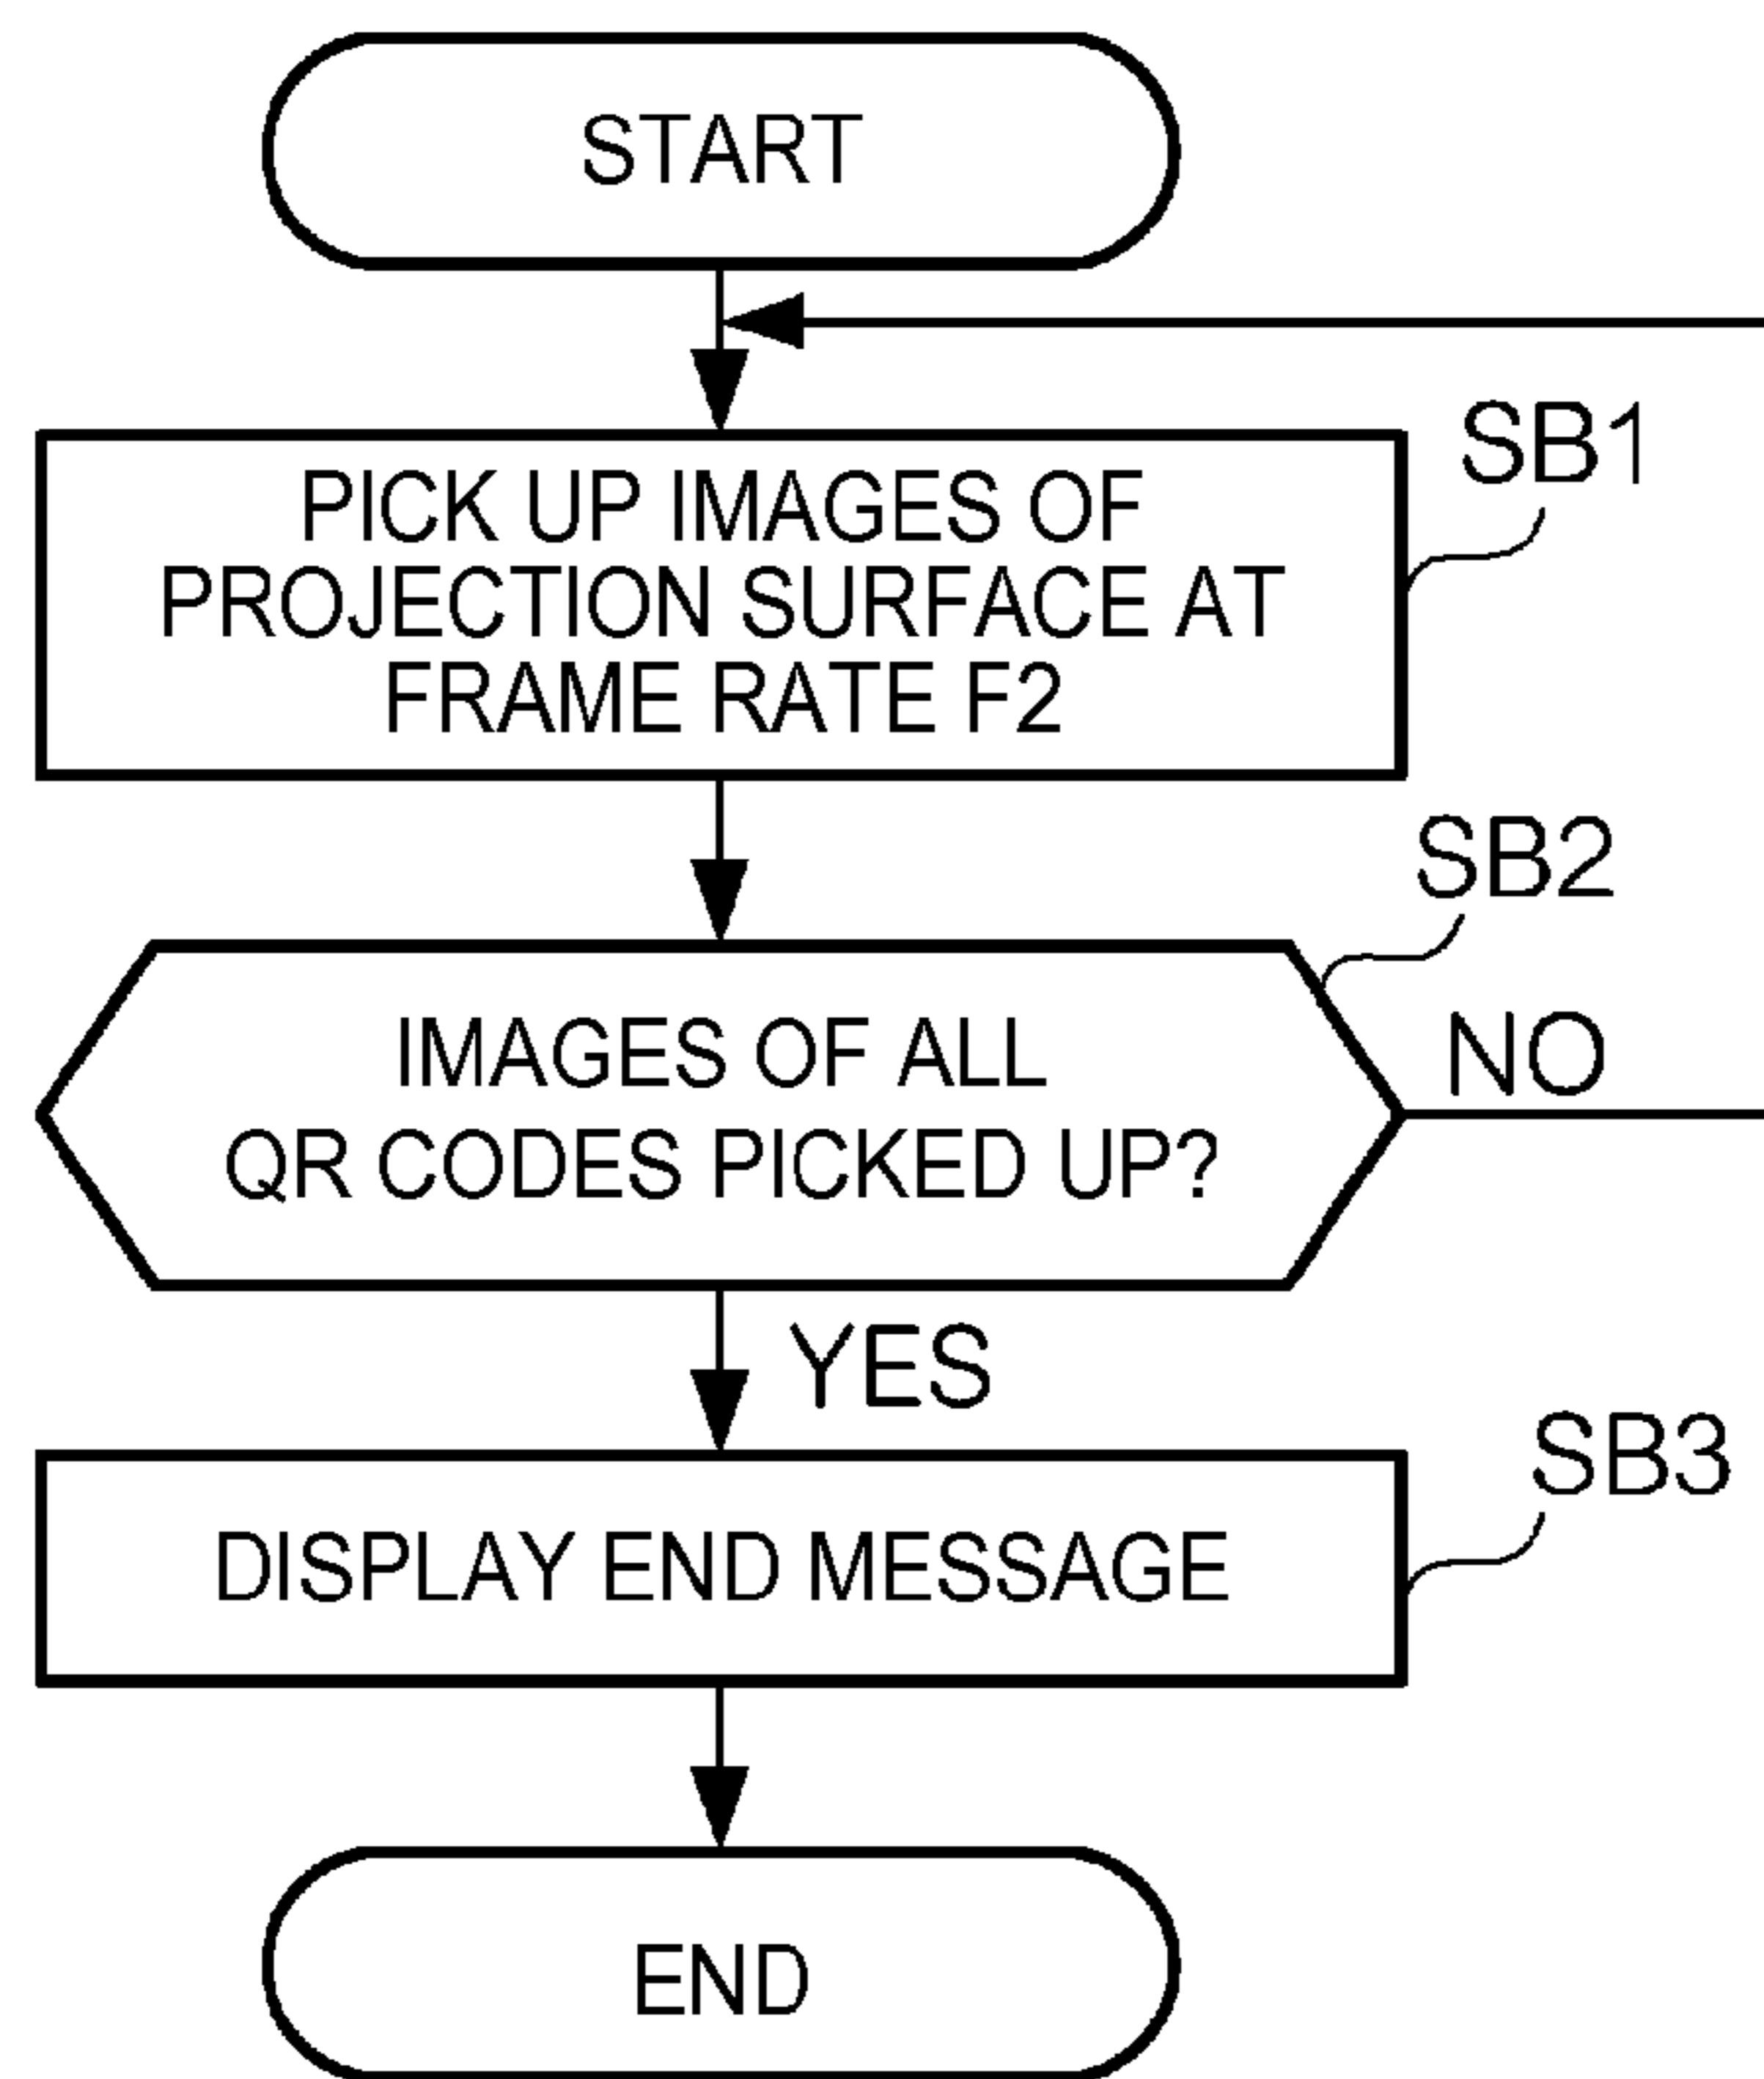 START
SB1
PICK UP IMAGES OF
PROJECTION SURFACE AT
FRAME RATE F2
SB2
IMAGES OF ALL
QR CODES PICKED UP?
NO
YES
SB3
DISPLAY END MESSAGE
END